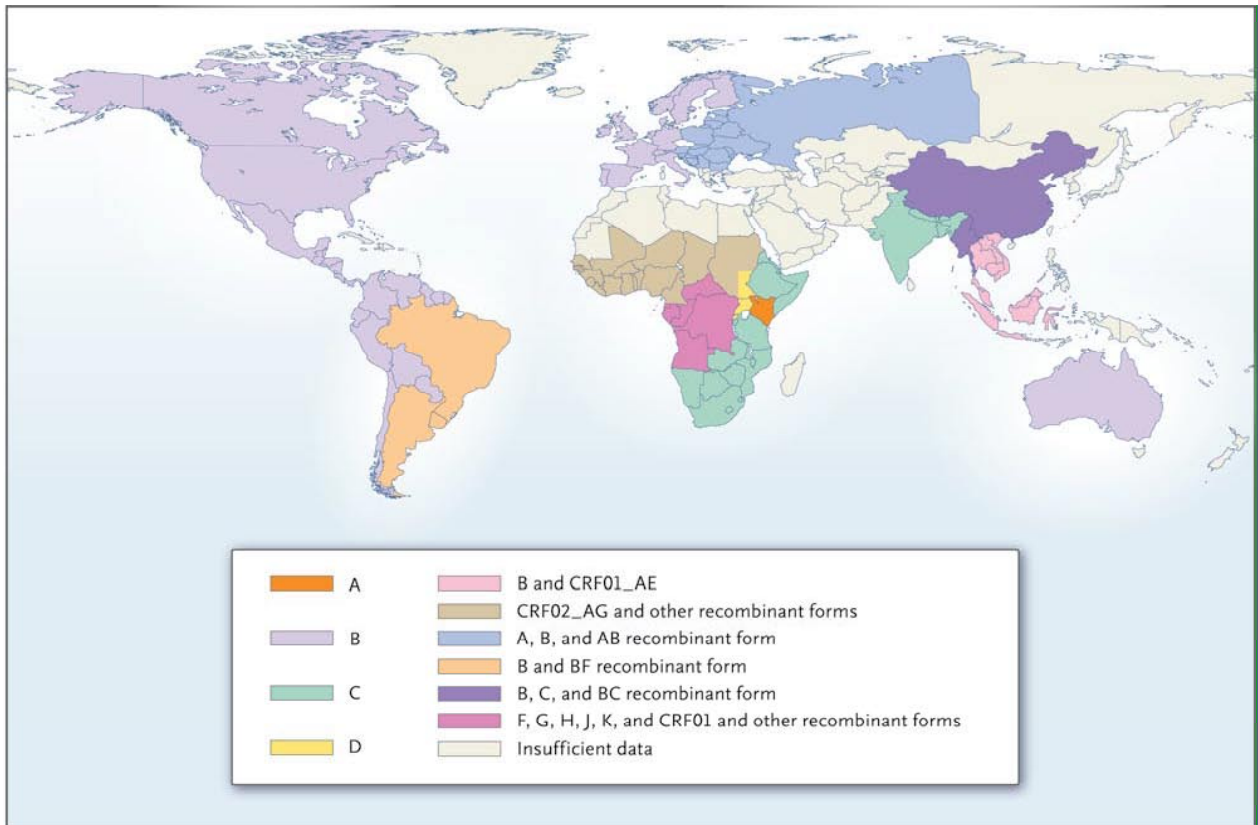 A
B and CRF01_AE
CRF02_AG and other recombinant forms
B
A, B, and AB recombinant form
B and BF recombinant form
C
B, C, and BC recombinant form
F, G, H, J, K, and CRF01 and other recombinant forms
D
Insufficient data